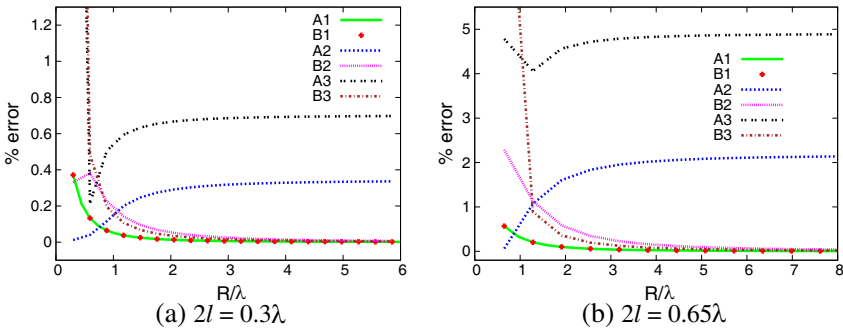 1.2
1
0.8
0.6
0.4
0.2
0
% error
A1
B1
A2
B2
A3
B3
0 1 2 3 4 5 6
R/λ
(a) 2l = 0.3λ
5
4
3
2
1
0
% error
A1
B1
A2
B2
A3
B3
0 1 2 3 4 5 6 7 8
R/λ
(b) 2l = 0.65λ